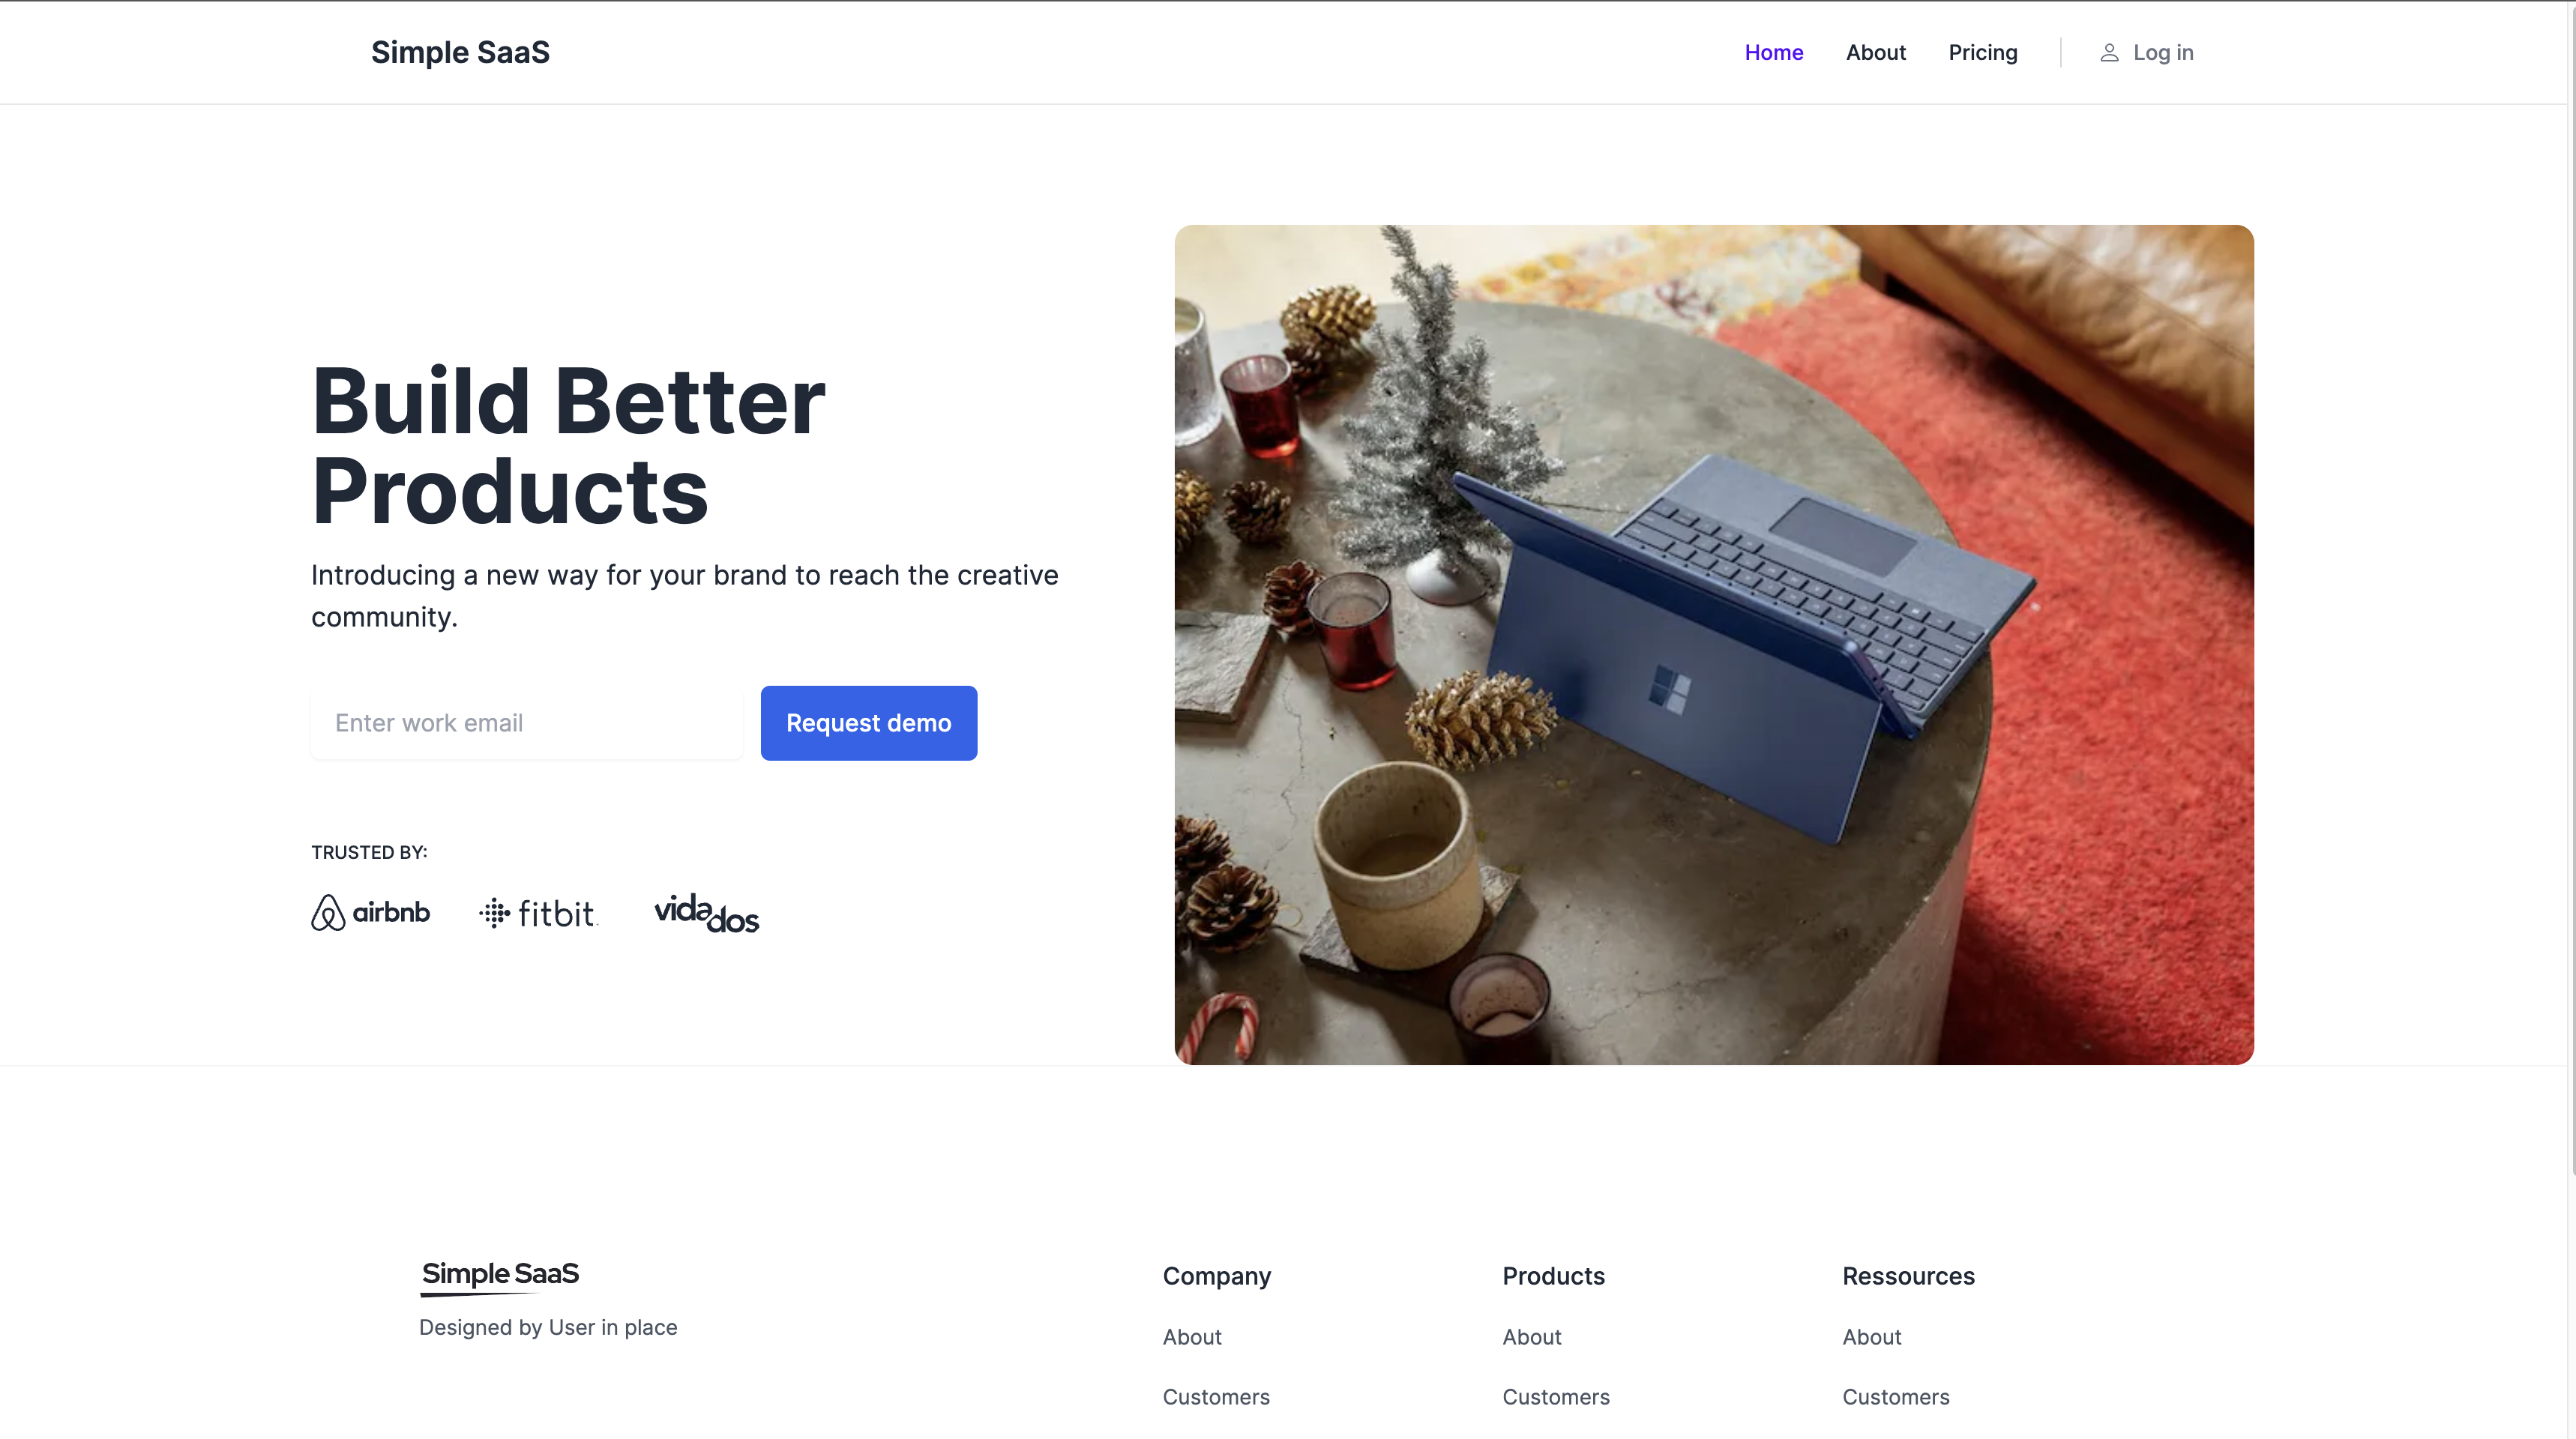 Simple SaaS
Home About Pricing Log in
Build Better
Products
Introducing a new way for your brand to reach the creative
community.
Enter work email
Request demo
TRUSTED BY:
airbnb fitbit. vidados
Simple SaaS
Designed by User in place
Company Products Ressources
About About About
Customers Customers Customers